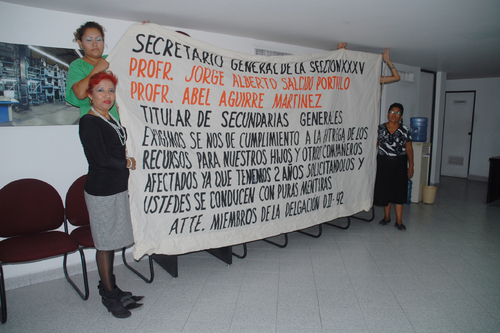 SECRETARIO GENERAL DE LA SECCION XXXV
PROFR. JORGE ALBERTO SALCIDO PORTILLO
PROFR. ABEL AGUIRRE MARTINEZ
TITULAR DE SECUNDARIAS GENERALES
EXIGIMOS SE NOS DE CUMPLIMIENTO A LA ENTREGA DE LOS
RECURSOS PARA NUESTROS HIJOS Y OTROS COMPAÑEROS
AFECTADOS YA QUE TENEMOS 2 AÑOS SOLICITANDOLOS Y
USTEDES SE CONDUCEN CON PURAS MENTIRAS
ATTE. MIEMBROS DE LA DELGACIÓN D.II-42